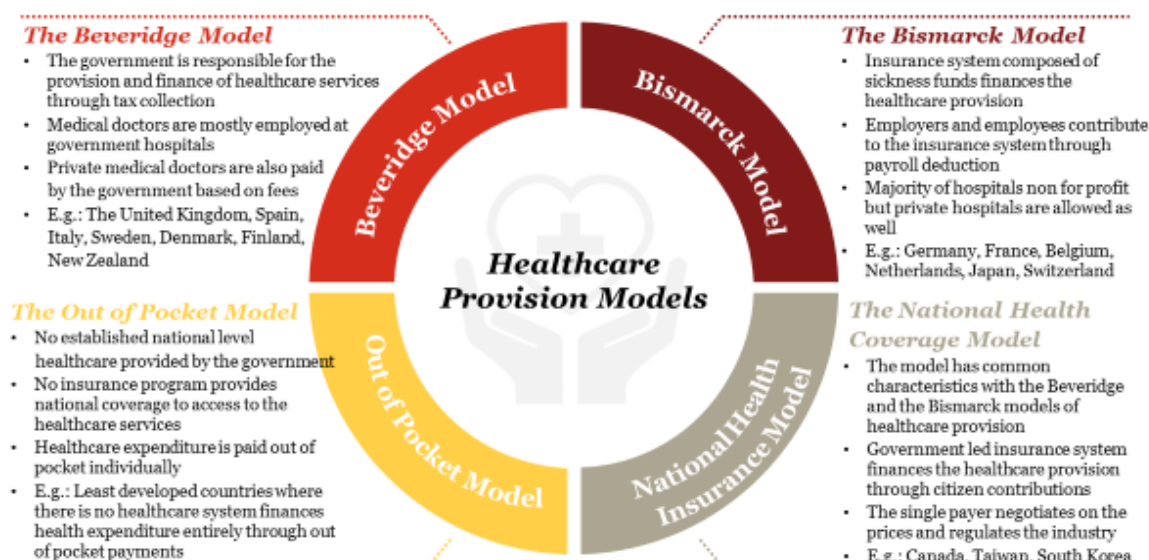 The Beveridge Model
• The government is responsible for the
provision and finance of healthcare services
through tax collection
• Medical doctors are mostly employed at
government hospitals
• Private medical doctors are also paid
by the government based on fees
• E.g.: The United Kingdom, Spain,
Italy, Sweden, Denmark, Finland,
New Zealand
Beveridge Model
Bismarck Model
The Bismarck Model
• Insurance system composed of
sickness funds finances the
healthcare provision
• Employers and employees contribute
to the insurance system through
payroll deduction
• Majority of hospitals non for profit
but private hospitals are allowed as
well
• E.g.: Germany, France, Belgium,
Netherlands, Japan, Switzerland
Healthcare
Provision Models
The Out of Pocket Model
• No established national level
healthcare provided by the government
• No insurance program provides
national coverage to access to the
healthcare services
• Healthcare expenditure is paid out of
pocket individually
• E.g.: Least developed countries where
there is no healthcare system finances
health expenditure entirely through out
of pocket payments
Out of Pocket Model
National Health
Insurance Model
The National Health
Coverage Model
• The model has common
characteristics with the Beveridge
and the Bismarck models of
healthcare provision
• Government led insurance system
finances the healthcare provision
through citizen contributions
• The single payer negotiates on the
prices and regulates the industry
• E.g.: Canada, Taiwan, South Korea